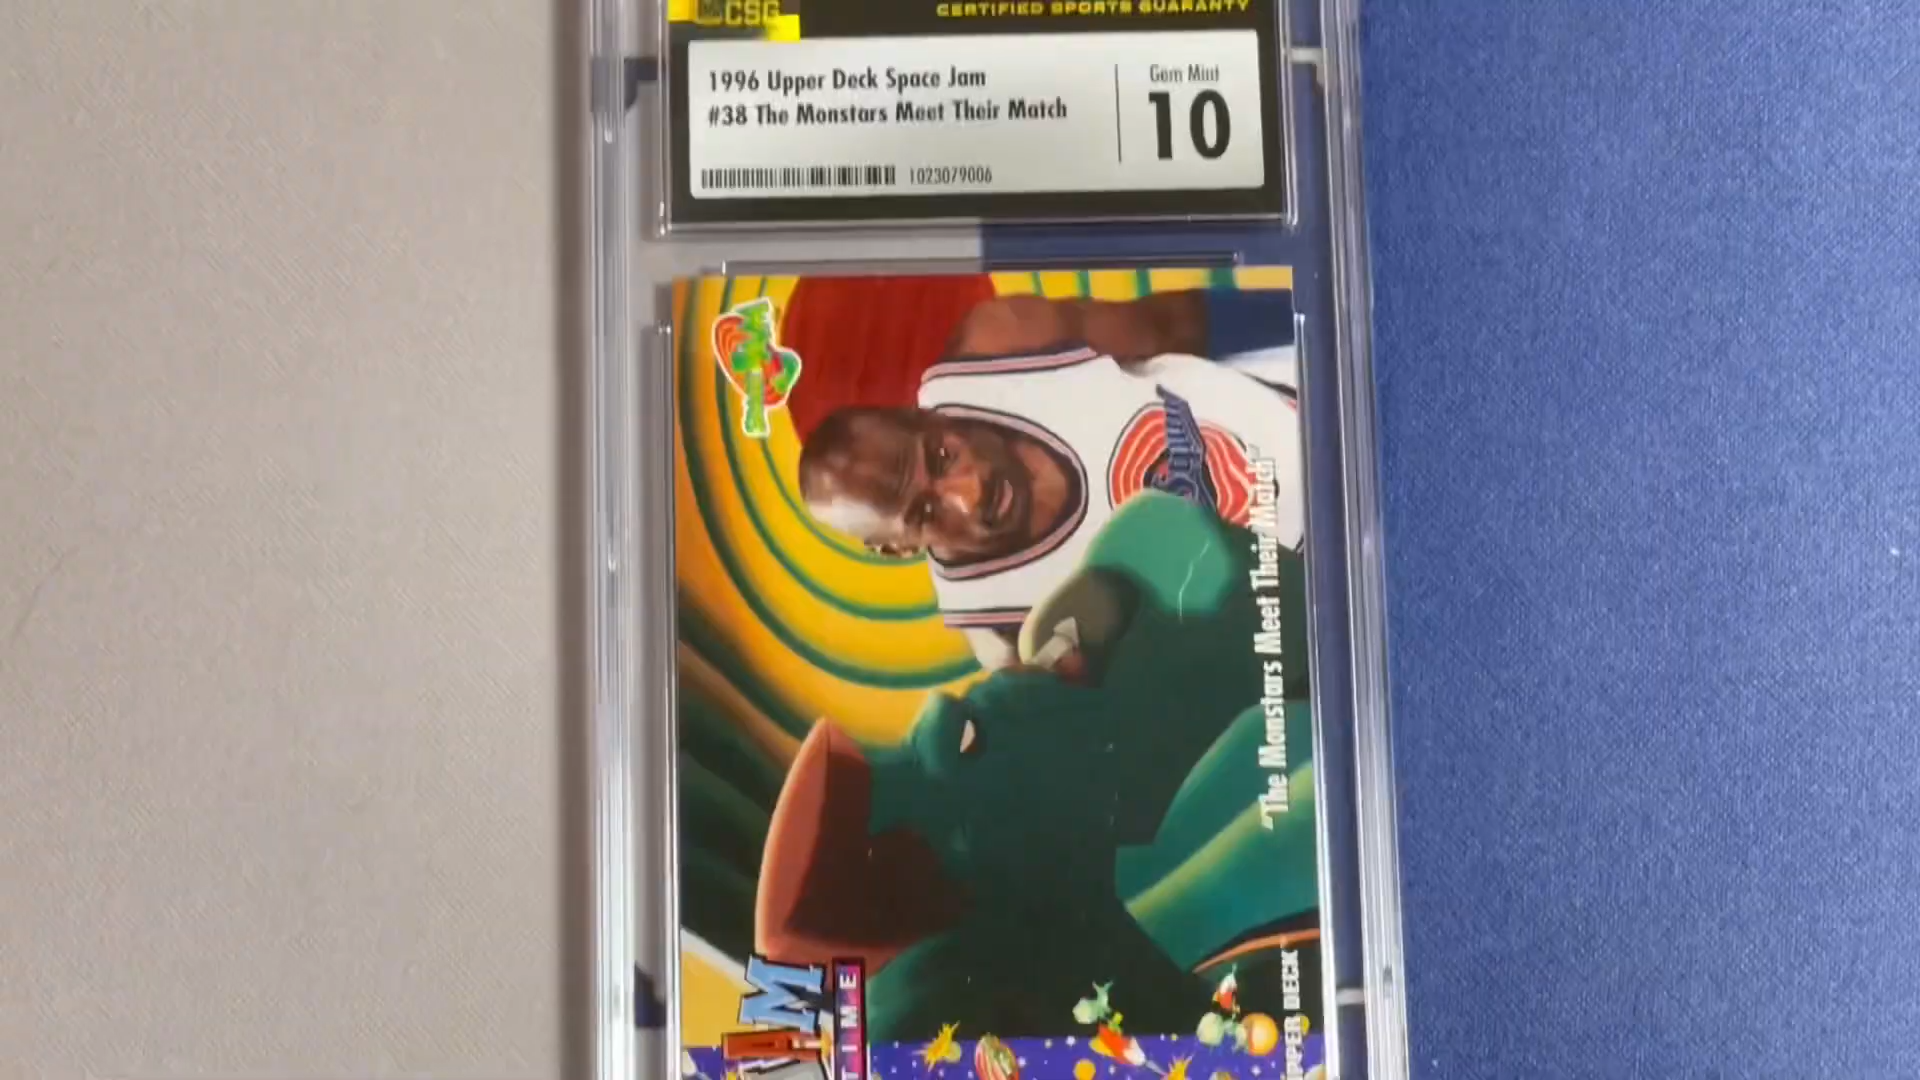 CSG
CERTIFIED SPORTS GUARANTY
1996 Upper Deck Space Jam
#38 The Monstars Meet Their Match
Gem Mint
10
1023079006
"The Monstars Meet Their Match"
UPPER DECK
TIME